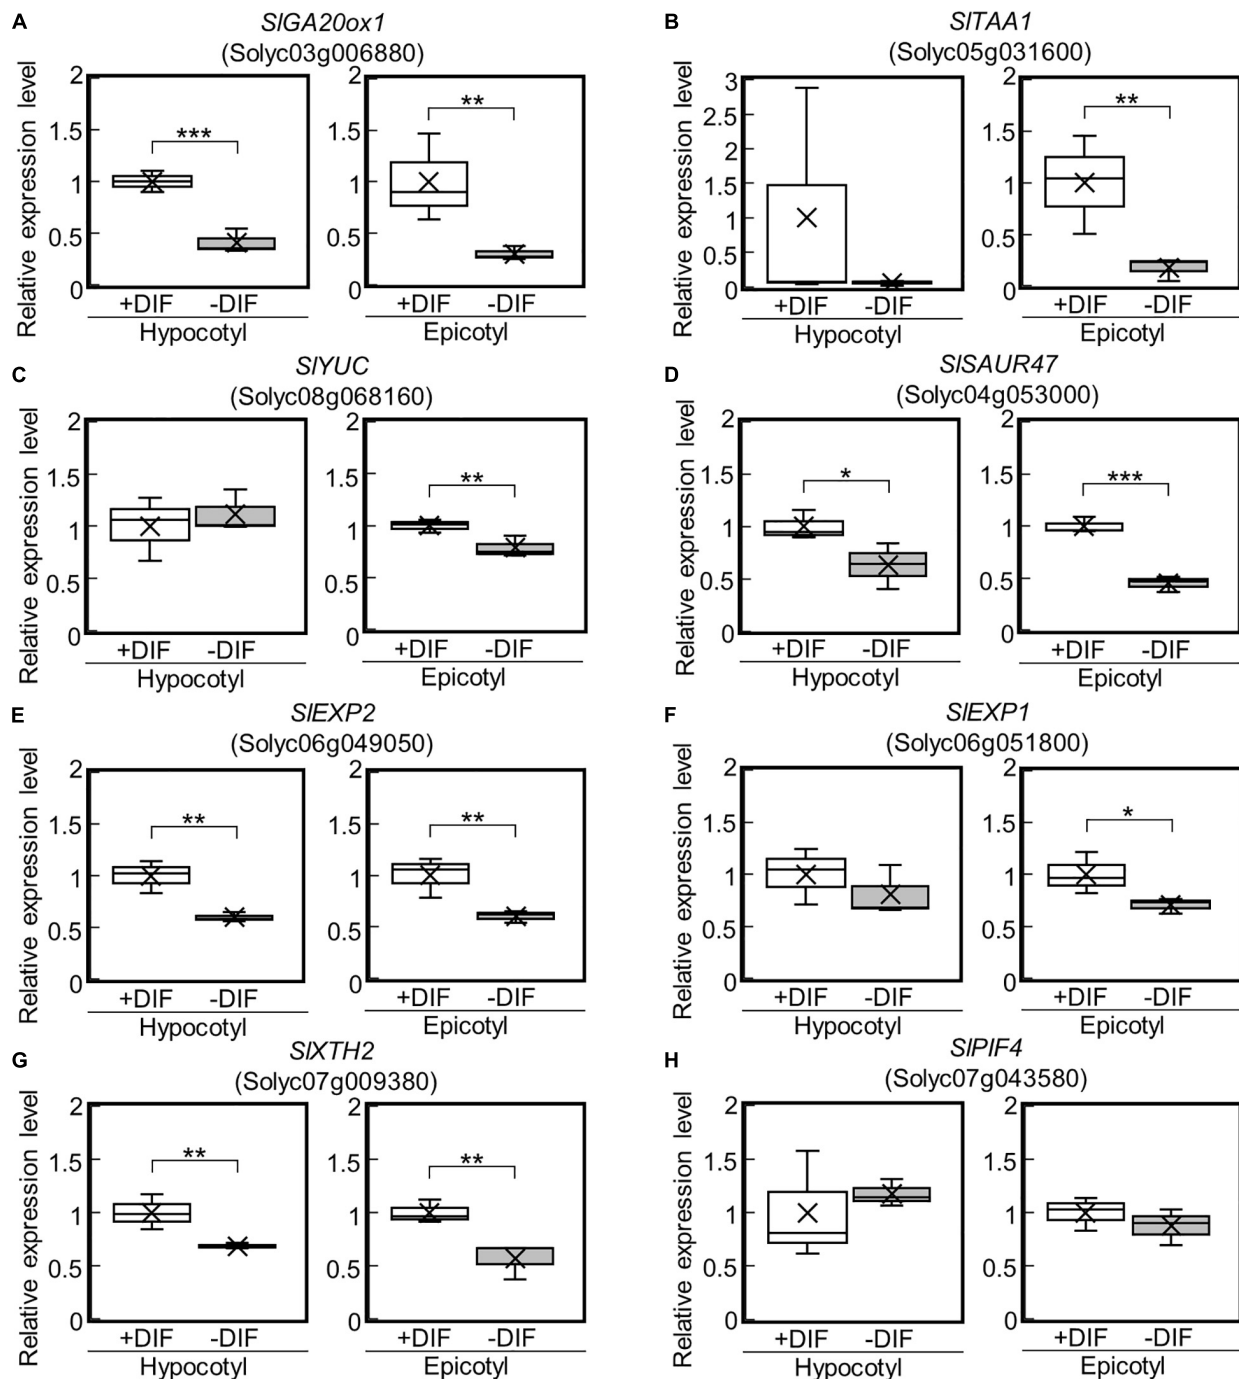 A
SlGA20ox1
(Solyc03g006880)
Relative expression level
2
1.5
1
0.5
0
***
+DIF -DIF
Hypocotyl
2
1.5
1
0.5
0
**
+DIF -DIF
Epicotyl
B
SlTAA1
(Solyc05g031600)
Relative expression level
3
2.5
2
1.5
1
0.5
0
+DIF -DIF
Hypocotyl
2
1.5
1
0.5
0
**
+DIF -DIF
Epicotyl
C
SlYUC
(Solyc08g068160)
Relative expression level
2
1.5
1
0.5
0
+DIF -DIF
Hypocotyl
2
1.5
1
0.5
0
**
+DIF -DIF
Epicotyl
D
SlSAUR47
(Solyc04g053000)
Relative expression level
2
1.5
1
0.5
0
*
+DIF -DIF
Hypocotyl
2
1.5
1
0.5
0
***
+DIF -DIF
Epicotyl
E
SlEXP2
(Solyc06g049050)
Relative expression level
2
1.5
1
0.5
0
**
+DIF -DIF
Hypocotyl
2
1.5
1
0.5
0
**
+DIF -DIF
Epicotyl
F
SlEXP1
(Solyc06g051800)
Relative expression level
2
1.5
1
0.5
0
+DIF -DIF
Hypocotyl
2
1.5
1
0.5
0
*
+DIF -DIF
Epicotyl
G
SlXTH2
(Solyc07g009380)
Relative expression level
2
1.5
1
0.5
0
**
+DIF -DIF
Hypocotyl
2
1.5
1
0.5
0
**
+DIF -DIF
Epicotyl
H
SlPIF4
(Solyc07g043580)
Relative expression level
2
1.5
1
0.5
0
+DIF -DIF
Hypocotyl
2
1.5
1
0.5
0
+DIF -DIF
Epicotyl